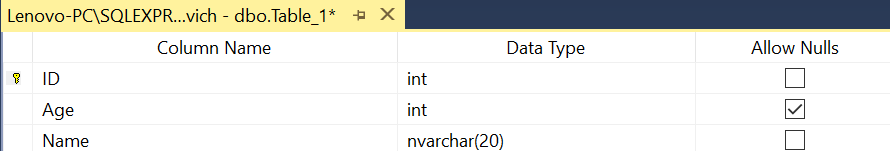 Lenovo-PC\SQLEXPR...vich - dbo.Table_1*
Column Name Data Type Allow Nulls
ID int
Age int
Name nvarchar(20)